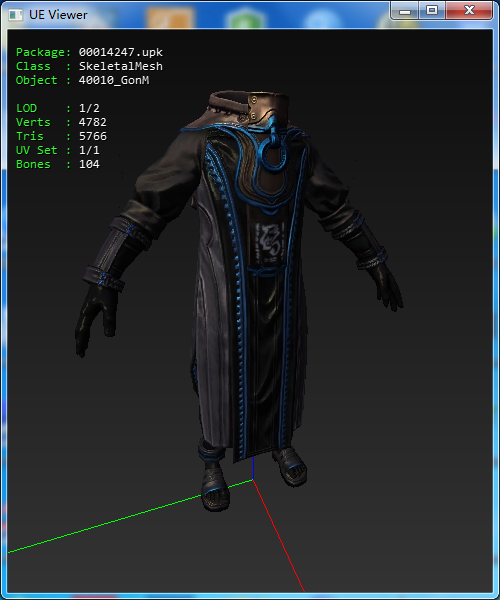 UE Viewer
Package: 00014247.upk
Class : SkeletalMesh
Object : 40010_GonM
LOD : 1/2
Verts : 4782
Tris : 5766
UV Set : 1/1
Bones : 104